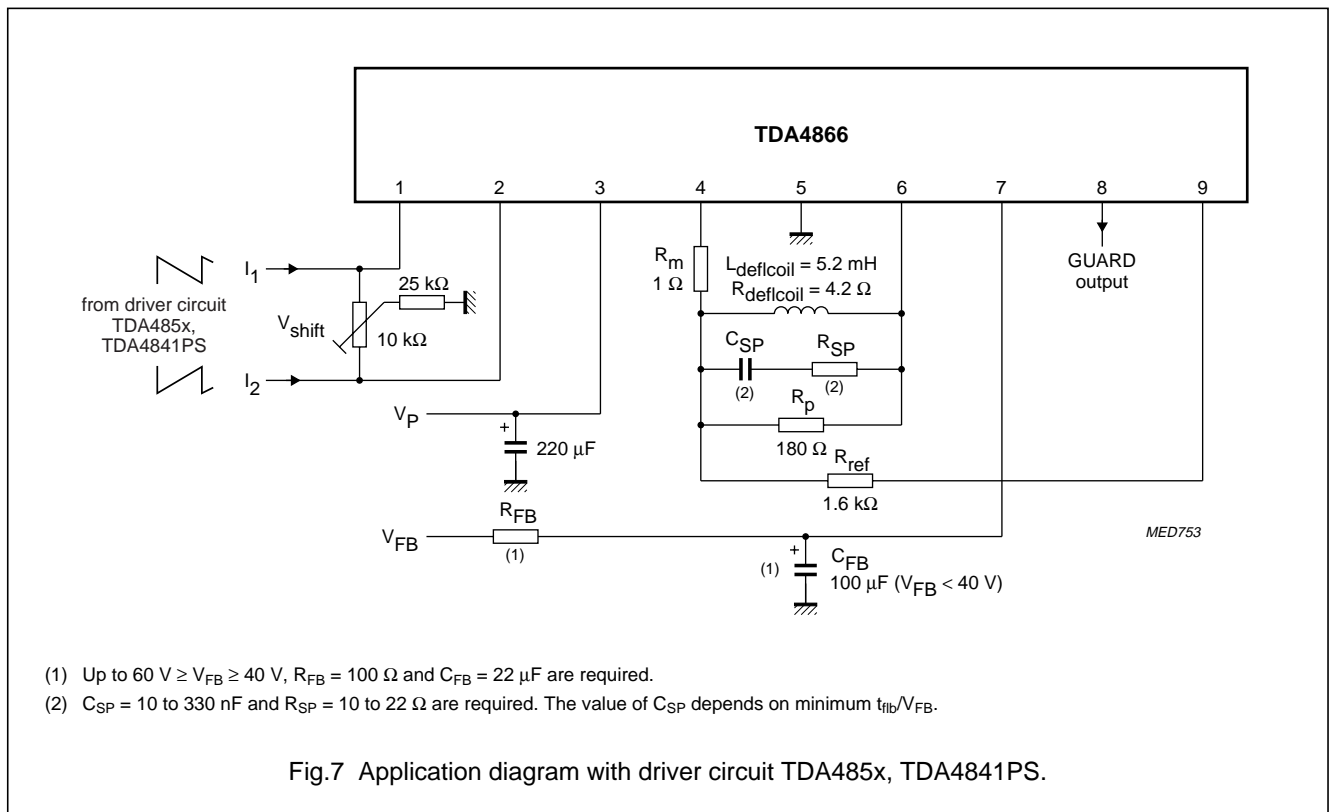 TDA4866
1 2 3 4 5 6 7 8 9
I1
from driver circuit
TDA485x,
TDA4841PS
I2
25 kΩ
Vshift
10 kΩ
VP
+
220 µF
Rm
1 Ω
Ldeflcoil = 5.2 mH
Rdeflcoil = 4.2 Ω
CSP
(2)
RSP
(2)
Rp
180 Ω
Rref
1.6 kΩ
GUARD
output
VFB
RFB
(1)
(1)
+
CFB
100 µF (VFB < 40 V)
MED753
(1) Up to 60 V ≥ VFB ≥ 40 V, RFB = 100 Ω and CFB = 22 µF are required.
(2) CSP = 10 to 330 nF and RSP = 10 to 22 Ω are required. The value of CSP depends on minimum tflb/VFB.
Fig.7 Application diagram with driver circuit TDA485x, TDA4841PS.